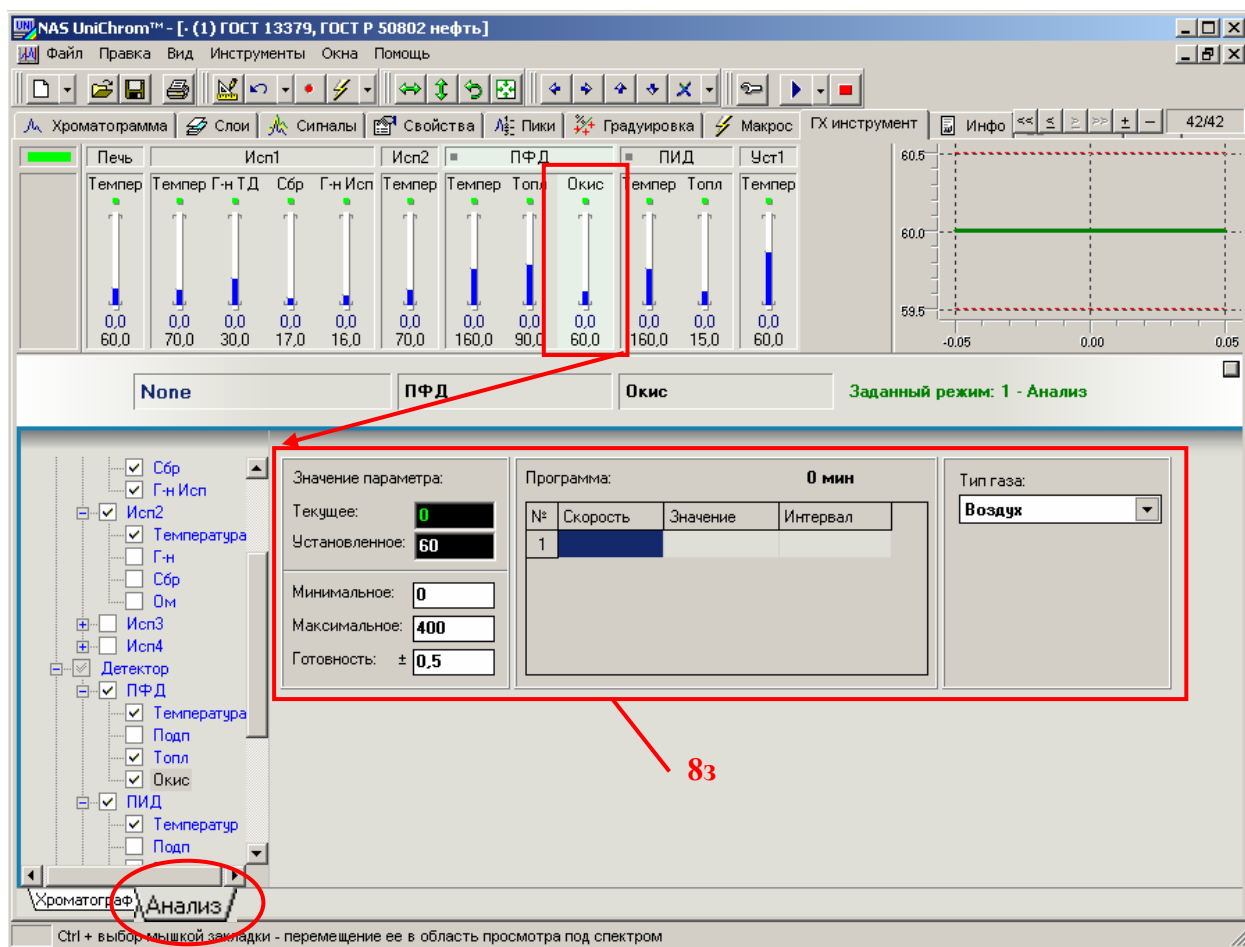 NAS UniChrom™ - [· (1) ГОСТ 13379, ГОСТ Р 50802 нефть]
Файл Правка Вид Инструменты Окна Помощь
Хроматограмма Слои Сигналы Свойства Пики Градуировка Макрос ГХ инструмент Инфо << ≤ ≥ >> ± − 42/42
Печь Исп1 Исп2 ПФД ПИД Уст1
Темпер Темпер Г-н ТД Сбр Г-н Исп Темпер Темпер Топл Окис Темпер Топл Темпер
0,0 0,0 0,0 0,0 0,0 0,0 0,0 0,0 0,0 0,0 0,0 0,0
60,0 70,0 30,0 17,0 16,0 70,0 160,0 90,0 60,0 160,0 15,0 60,0
60.5
60.0
59.5
-0.05 0.00 0.05
None ПФД Окис Заданный режим: 1 - Анализ
Сбр
Г-н Исп
Исп2
Температура
Г-н
Сбр
Ом
Исп3
Исп4
Детектор
ПФД
Температура
Подп
Топл
Окис
ПИД
Температур
Подп
Значение параметра:
Текущее: 0
Установленное: 60
Минимальное: 0
Максимальное: 400
Готовность: ± 0,5
Программа: 0 мин
№ Скорость Значение Интервал
1
Тип газа:
Воздух
8з
Хроматограф Анализ
Ctrl + выбор мышкой закладки - перемещение ее в область просмотра под спектром